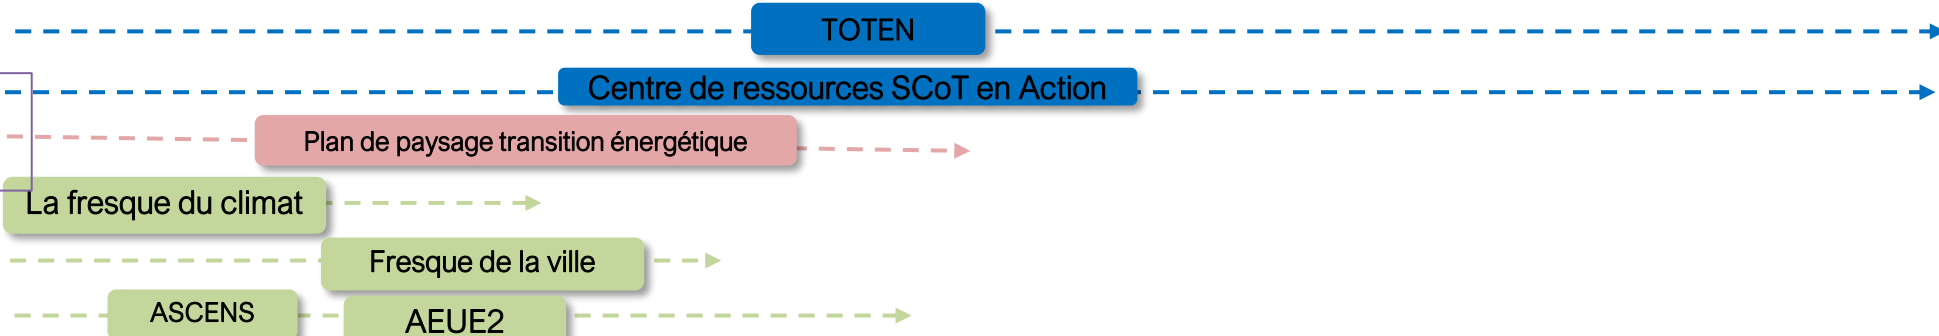 TOTEN
Centre de ressources SCoT en Action
Plan de paysage transition énergétique
La fresque du climat
Fresque de la ville
ASCENS
AEUE2